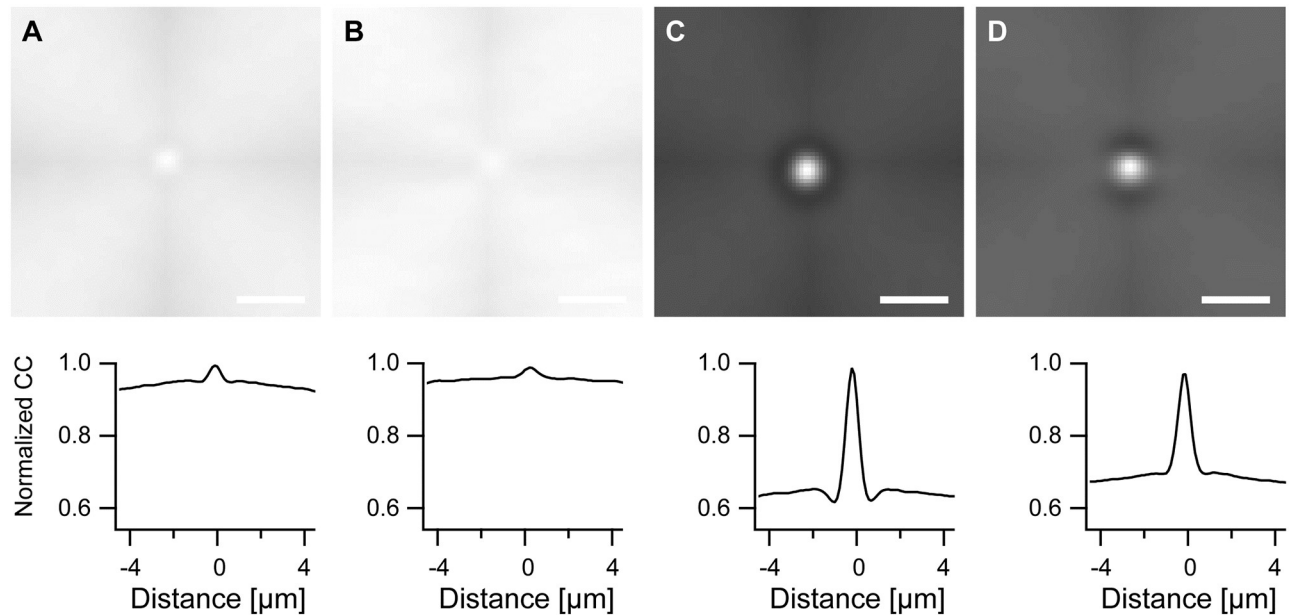 A B C D
Normalized CC
1.0 1.0 1.0 1.0
0.8 0.8 0.8 0.8
0.6 0.6 0.6 0.6
-4 0 4 -4 0 4 -4 0 4 -4 0 4
Distance [µm] Distance [µm] Distance [µm] Distance [µm]